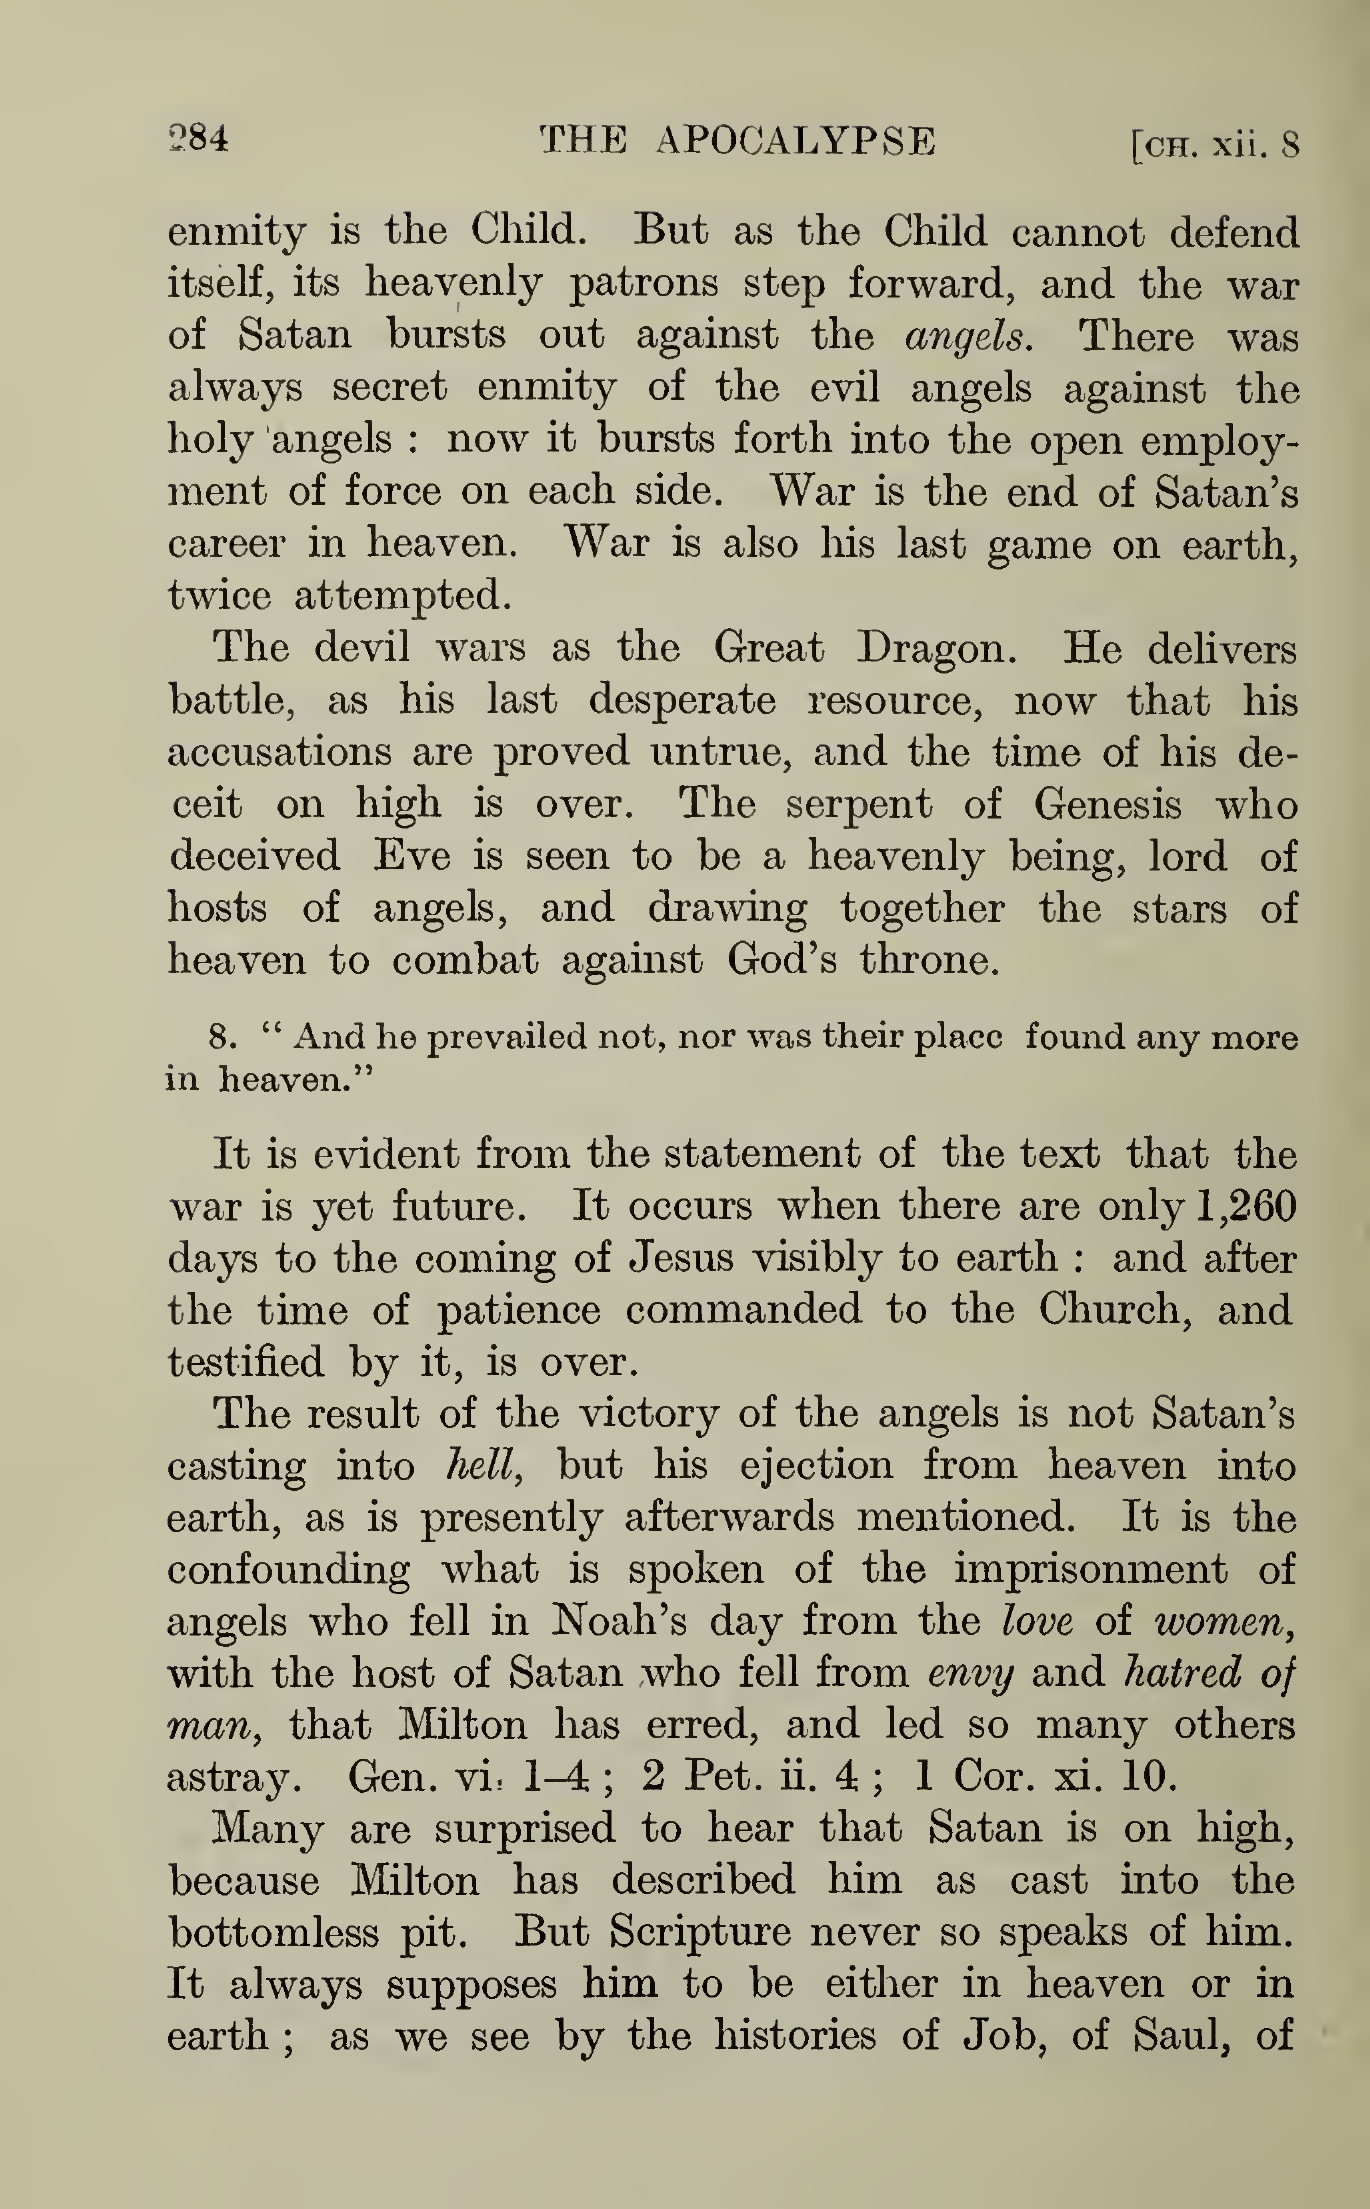 284 THE APOCALYPSE [CH. xii. 8
enmity is the Child. But as the Child cannot defend
itself, its heavenly patrons step forward, and the war
of Satan bursts out against the angels. There was
always secret enmity of the evil angels against the
holy angels : now it bursts forth into the open employ-
ment of force on each side. War is the end of Satan's
career in heaven. War is also his last game on earth,
twice attempted.
The devil wars as the Great Dragon. He delivers
battle, as his last desperate resource, now that his
accusations are proved untrue, and the time of his de-
ceit on high is over. The serpent of Genesis who
deceived Eve is seen to be a heavenly being, lord of
hosts of angels, and drawing together the stars of
heaven to combat against God's throne.
8. “ And he prevailed not, nor was their place found any more
in heaven.”
It is evident from the statement of the text that the
war is yet future. It occurs when there are only 1,260
days to the coming of Jesus visibly to earth : and after
the time of patience commanded to the Church, and
testified by it, is over.
The result of the victory of the angels is not Satan's
casting into hell, but his ejection from heaven into
earth, as is presently afterwards mentioned. It is the
confounding what is spoken of the imprisonment of
angels who fell in Noah's day from the love of women,
with the host of Satan who fell from envy and hatred of
man, that Milton has erred, and led so many others
astray. Gen. vi. 1–4 ; 2 Pet. ii. 4 ; 1 Cor. xi. 10.
Many are surprised to hear that Satan is on high,
because Milton has described him as cast into the
bottomless pit. But Scripture never so speaks of him.
It always supposes him to be either in heaven or in
earth ; as we see by the histories of Job, of Saul, of